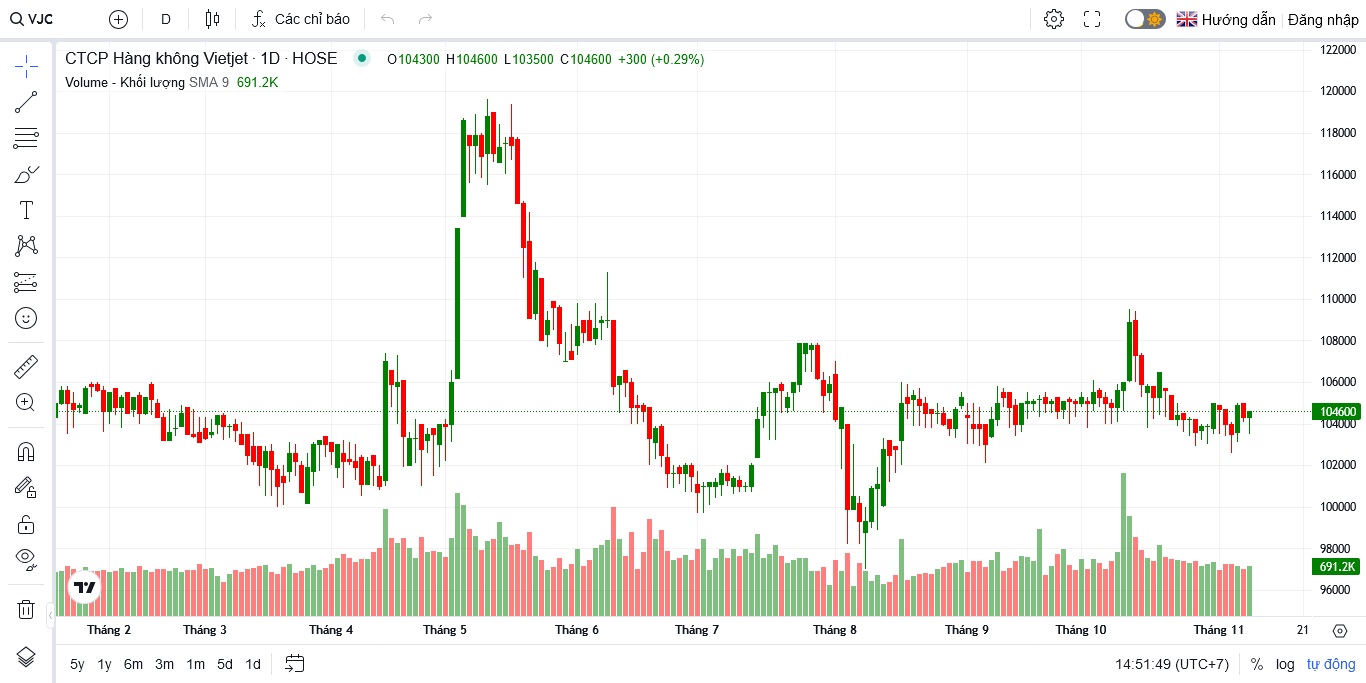 VJC D Các chỉ báo Hướng dẫn Đăng nhập
CTCP Hàng không Vietjet · 1D · HOSE O104300 H104600 L103500 C104600 +300 (+0.29%)
Volume - Khối lượng SMA 9 691.2K
122000
120000
118000
116000
114000
112000
110000
108000
106000
104600
104000
102000
100000
98000
691.2K
96000
Tháng 2 Tháng 3 Tháng 4 Tháng 5 Tháng 6 Tháng 7 Tháng 8 Tháng 9 Tháng 10 Tháng 11 21
5y 1y 6m 3m 1m 5d 1d 14:51:49 (UTC+7) % log tự động